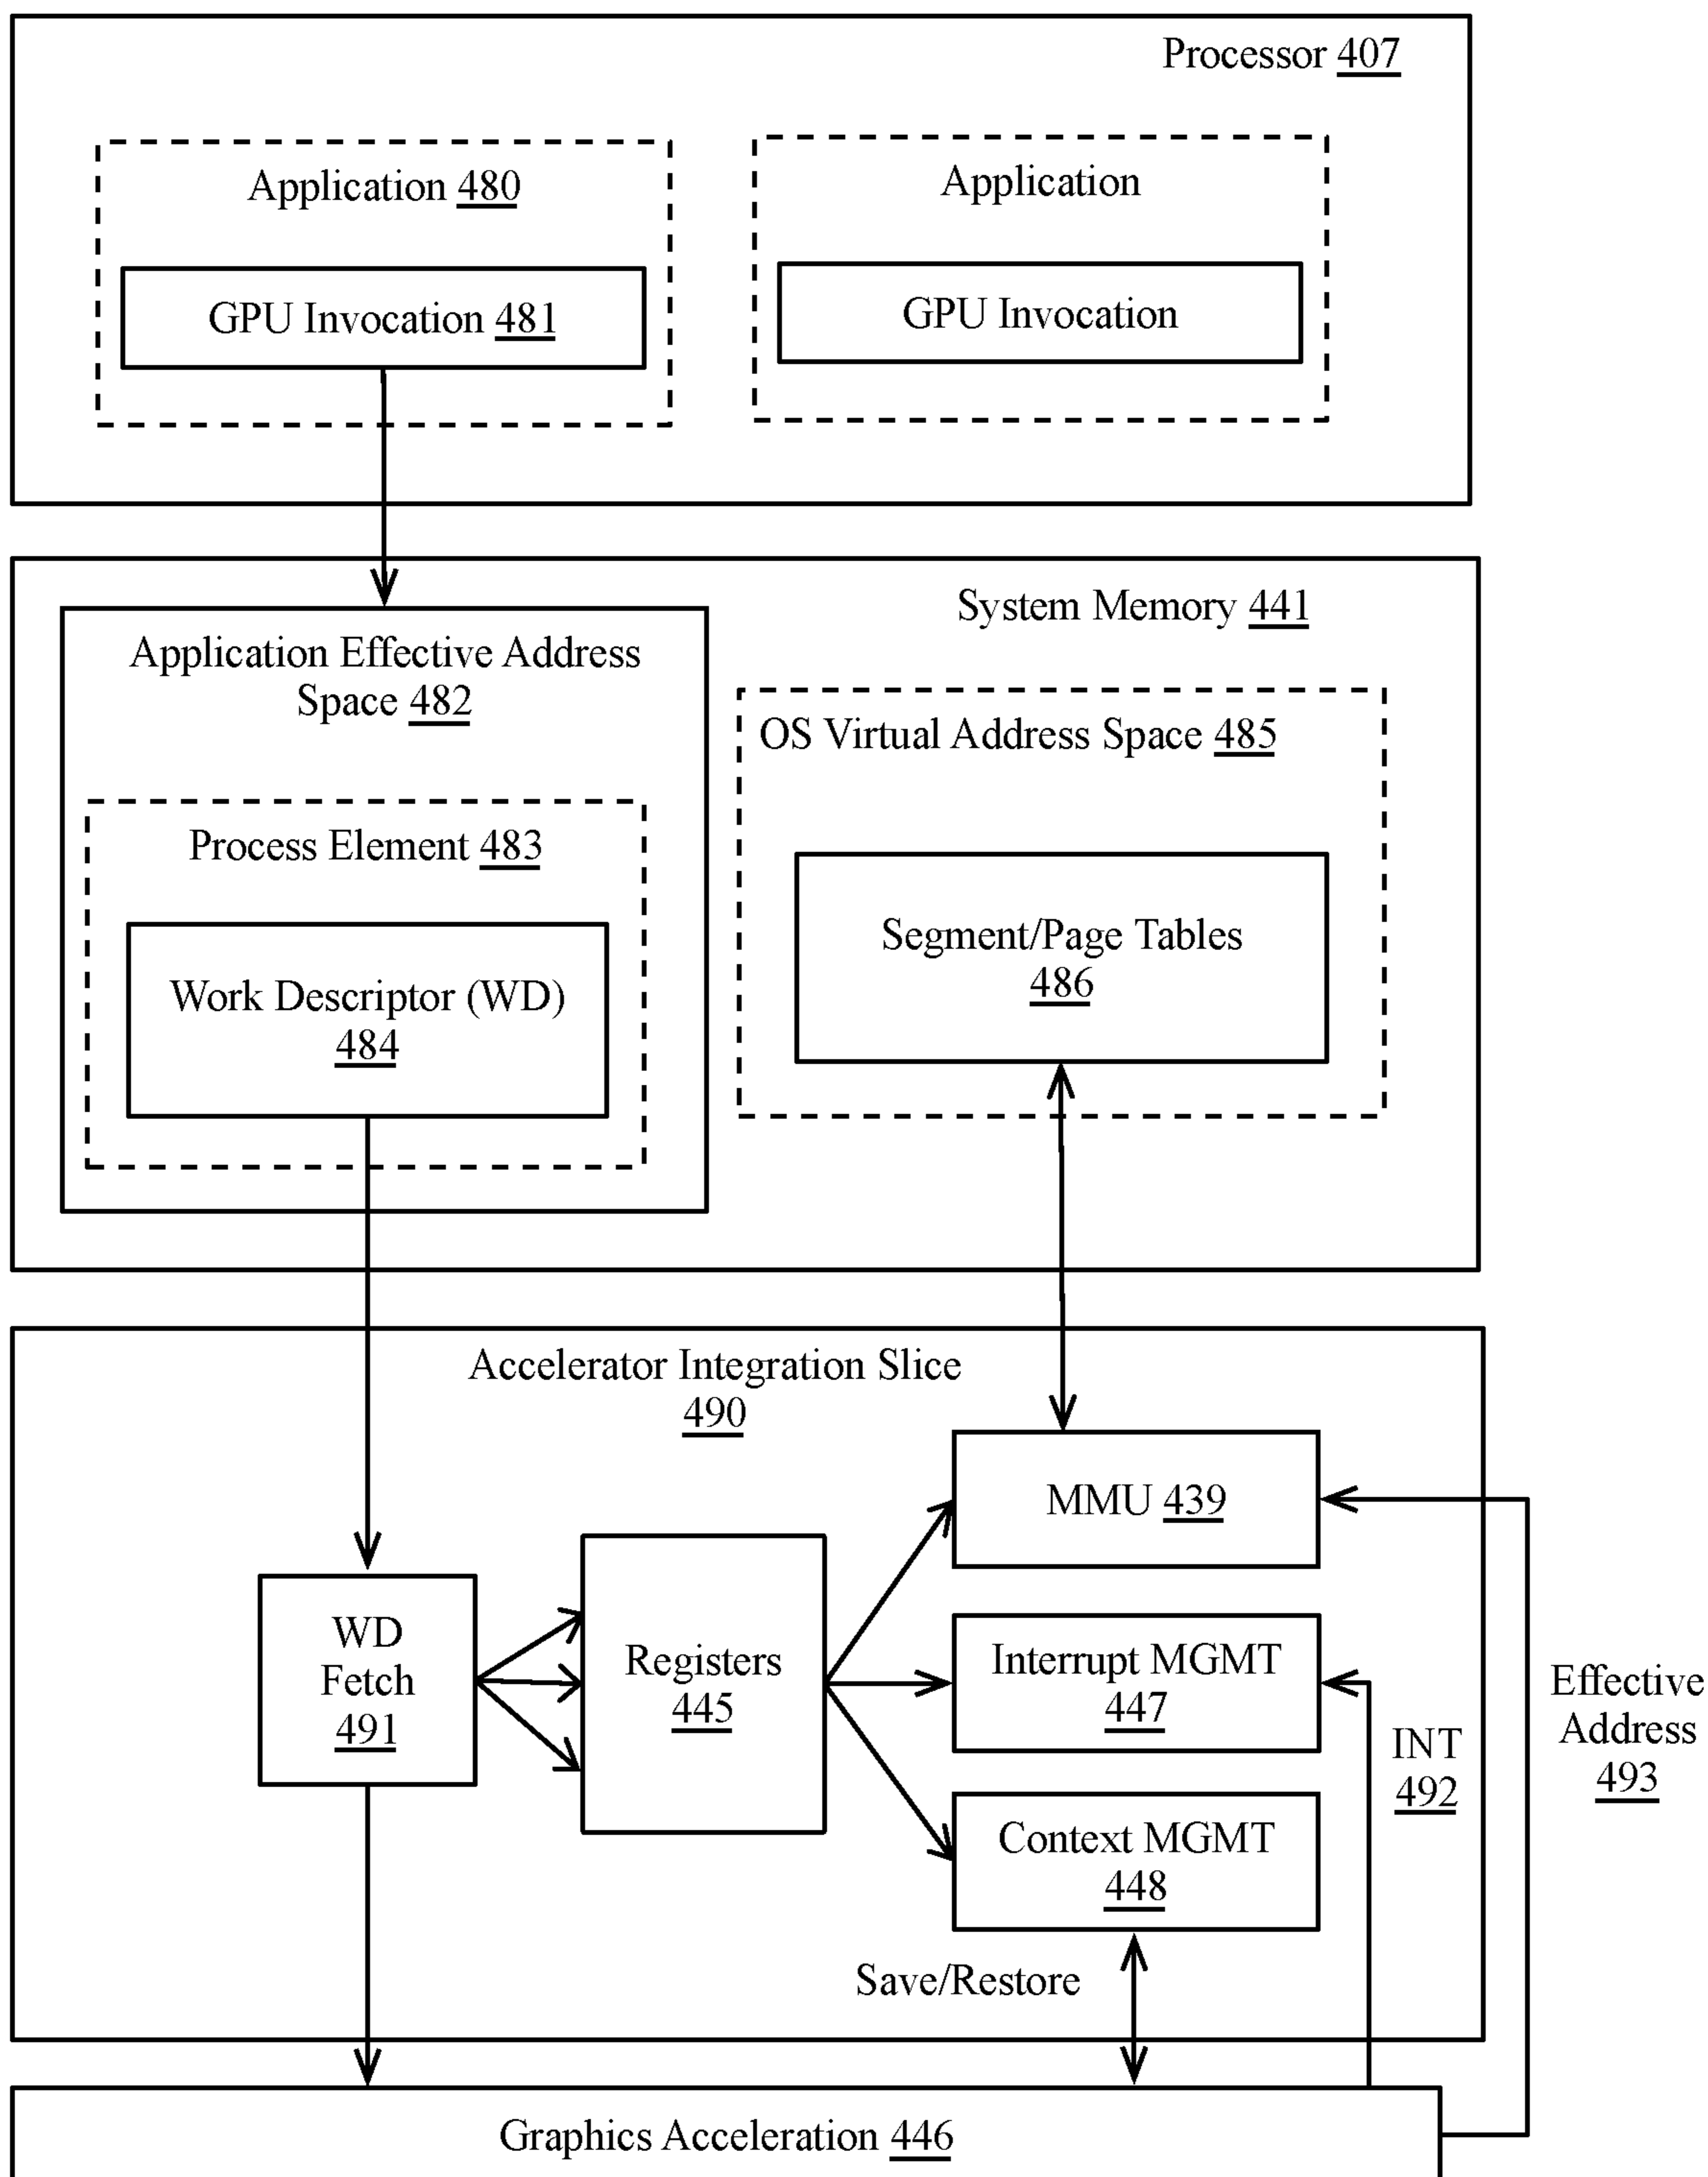 Processor 407
Application 480
GPU Invocation 481
Application
GPU Invocation
System Memory 441
Application Effective Address
Space 482
Process Element 483
Work Descriptor (WD)
484
OS Virtual Address Space 485
Segment/Page Tables
486
Accelerator Integration Slice
490
WD
Fetch
491
Registers
445
MMU 439
Interrupt MGMT
447
Context MGMT
448
Save/Restore
INT
492
Effective
Address
493
Graphics Acceleration 446